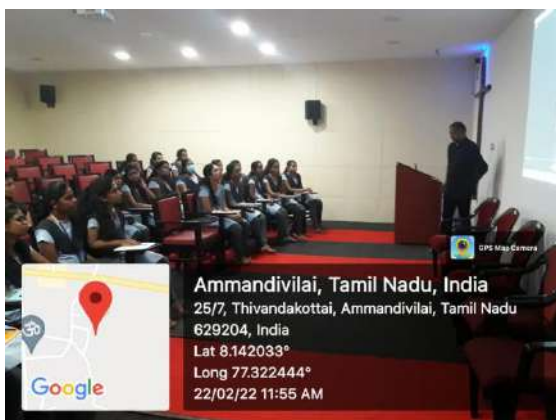 GPS Map Camera
Ammandivilai, Tamil Nadu, India
25/7, Thivandakottai, Ammandivilai, Tamil Nadu
629204, India
Lat 8.142033°
Long 77.322444°
22/02/22 11:55 AM
ॐ
Google